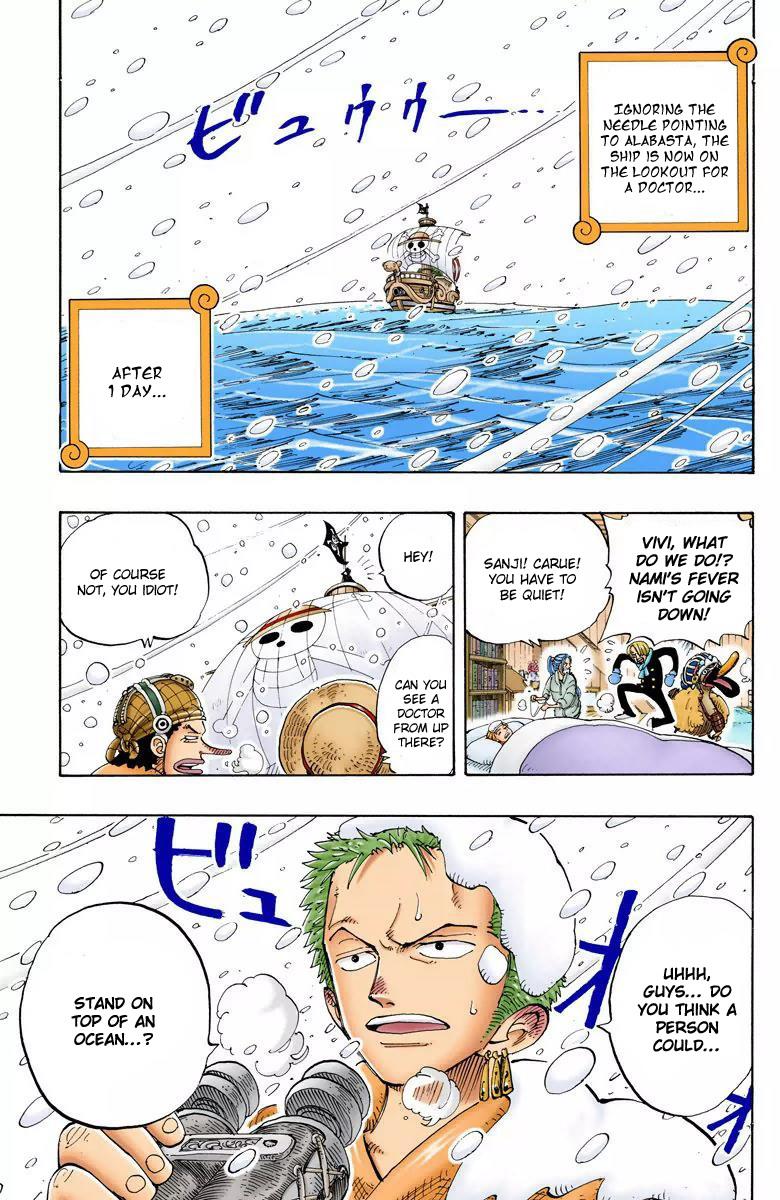 IGNORING THE
NEEDLE POINTING
TO ALABASTA, THE
SHIP IS NOW ON
THE LOOKOUT FOR
A DOCTOR...
ビュゥゥー...
AFTER
1 DAY...
VIVI, WHAT
DO WE DO!?
NAMI'S FEVER
ISN'T GOING
DOWN!
SANJI! CARUE!
YOU HAVE TO
BE QUIET!
HEY!
CAN YOU
SEE A
DOCTOR
FROM UP
THERE?
OF COURSE
NOT, YOU IDIOT!
UHHH,
GUYS... DO
YOU THINK A
PERSON
COULD...
ビュ
オオ
STAND ON
TOP OF AN
OCEAN...?